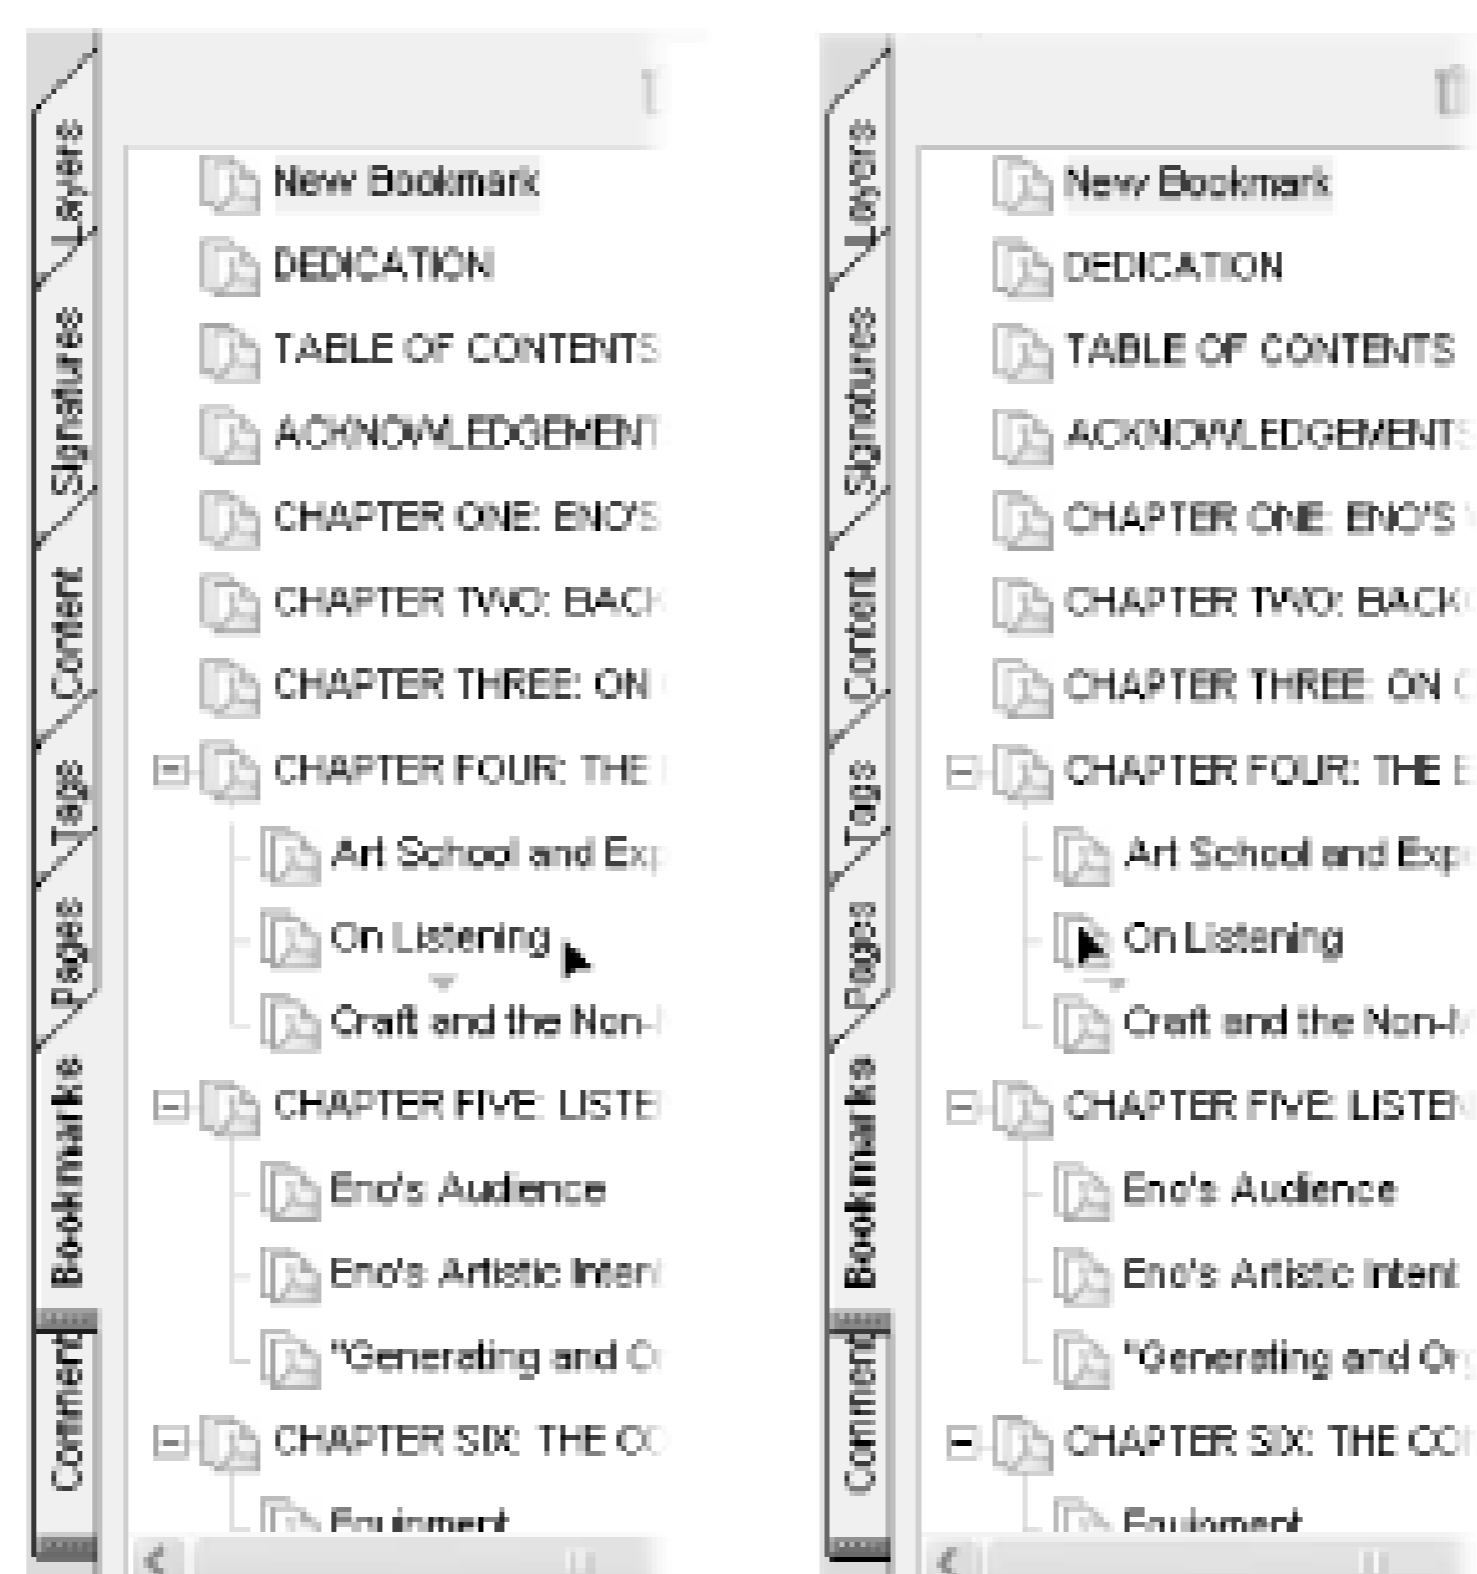 Layers
Signatures
Content
Tags
Pages
Bookmarks
Comment
New Bookmark
DEDICATION
TABLE OF CONTENTS
ACKNOWLEDGEMENT
CHAPTER ONE: ENO'S
CHAPTER TWO: BACK
CHAPTER THREE: ON
CHAPTER FOUR: THE
Art School and Exp
On Listening
Craft and the Non-
CHAPTER FIVE: LISTE
Eno's Audience
Eno's Artistic Intent
"Generating and O
CHAPTER SIX: THE CO
Equipment
Layers
Signatures
Content
Tags
Pages
Bookmarks
Comment
New Bookmark
DEDICATION
TABLE OF CONTENTS
ACKNOWLEDGEMENTS
CHAPTER ONE: ENO'S
CHAPTER TWO: BACK
CHAPTER THREE: ON
CHAPTER FOUR: THE E
Art School and Exp
On Listening
Craft and the Non-
CHAPTER FIVE: LISTEN
Eno's Audience
Eno's Artistic Intent
"Generating and Or
CHAPTER SIX: THE CO
Equipment